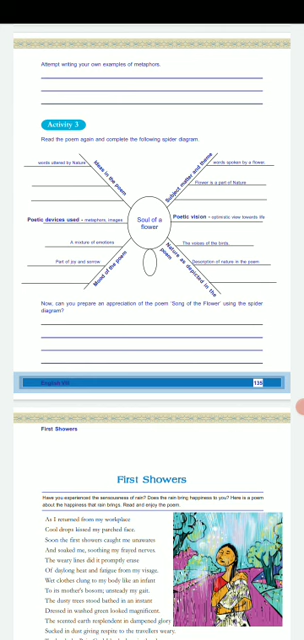 Attempt writing your own examples of metaphors.
Activity 3
Read the poem again and complete the following spider diagram.
words uttered by Nature
Ideas in the poem
Subject matter and theme
words spoken by a flower.
Flower is a part of Nature
Poetic devices used - metaphors, images
Soul of a
flower
Poetic vision - optimistic view towards life
A mixture of emotions
Part of joy and sorrow
Mood of the poem
Nature as depicted in the
poem
The voices of the birds.
Description of nature in the poem
Now, can you prepare an appreciation of the poem 'Song of the Flower' using the spider
diagram?
English VIII
135
First Showers
First Showers
Have you experienced the sensuousness of rain? Does the rain bring happiness to you? Here is a poem
about the happiness that rain brings. Read and enjoy the poem.
As I returned from my workplace
Cool drops kissed my parched face.
Soon the first showers caught me unawares
And soaked me, soothing my frayed nerves.
The weary lines did it promptly erase
Of daylong heat and fatigue from my visage,
Wet clothes clung to my body like an infant
To its mother's bosom; unsteady my gait.
The dusty trees stood bathed in an instant
Dressed in washed green looked magnificent.
The scented earth resplendent in dampened glory
Sucked in dust giving respite to the travellers weary.